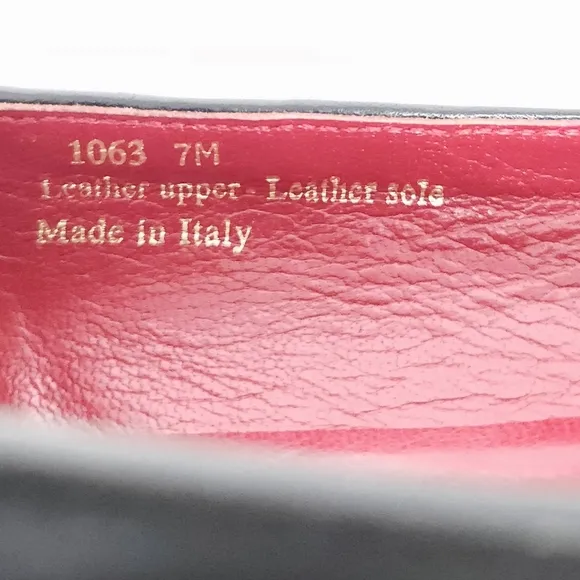 1063 7M
Leather upper - Leather sole
Made in Italy